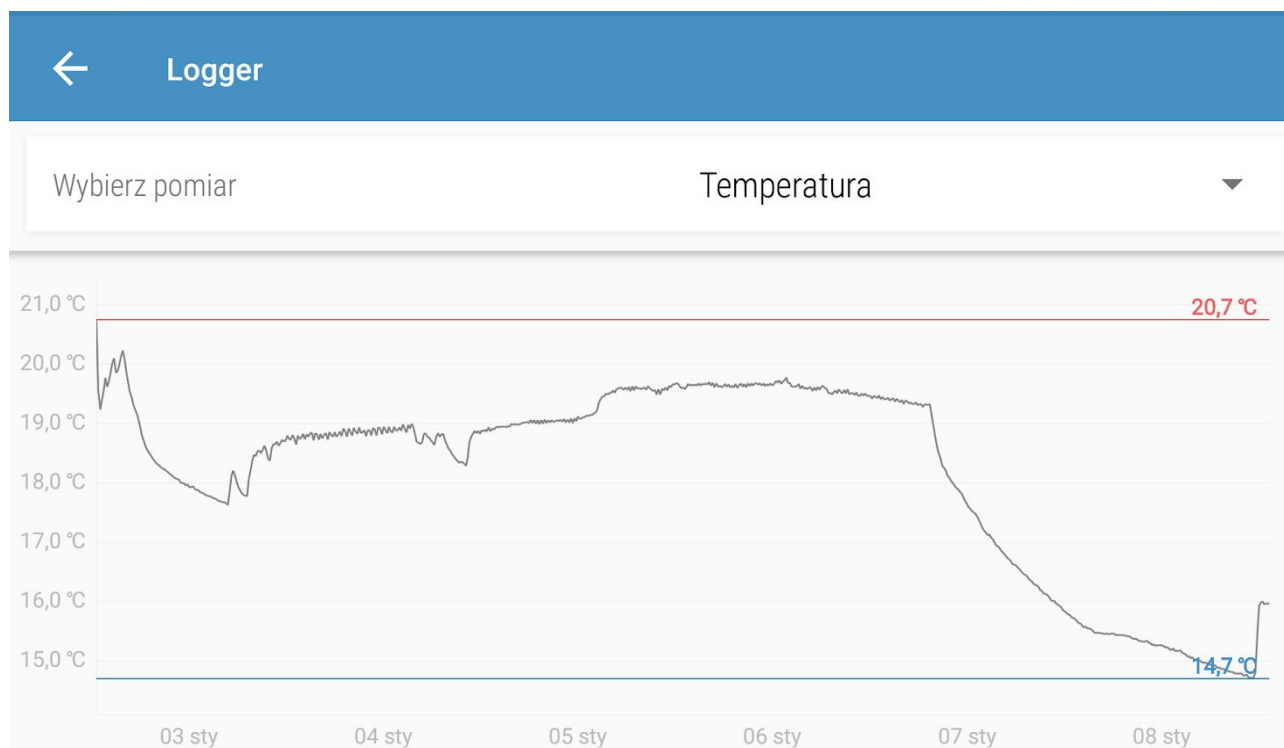 Logger
Wybierz pomiar Temperatura
21,0 °C
20,7 °C
20,0 °C
19,0 °C
18,0 °C
17,0 °C
16,0 °C
15,0 °C
14,7 °C
03 sty 04 sty 05 sty 06 sty 07 sty 08 sty